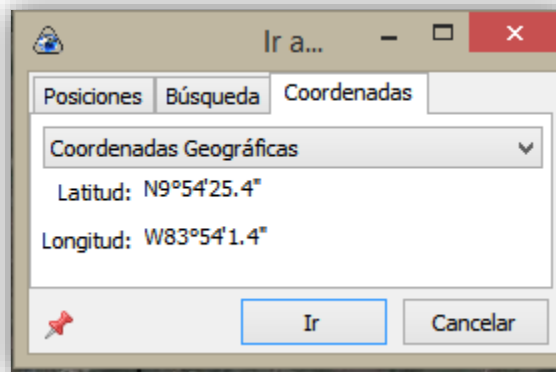 Ir a...
Posiciones Búsqueda Coordenadas
Coordenadas Geográficas
Latitud: N9°54'25.4"
Longitud: W83°54'1.4"
Ir Cancelar